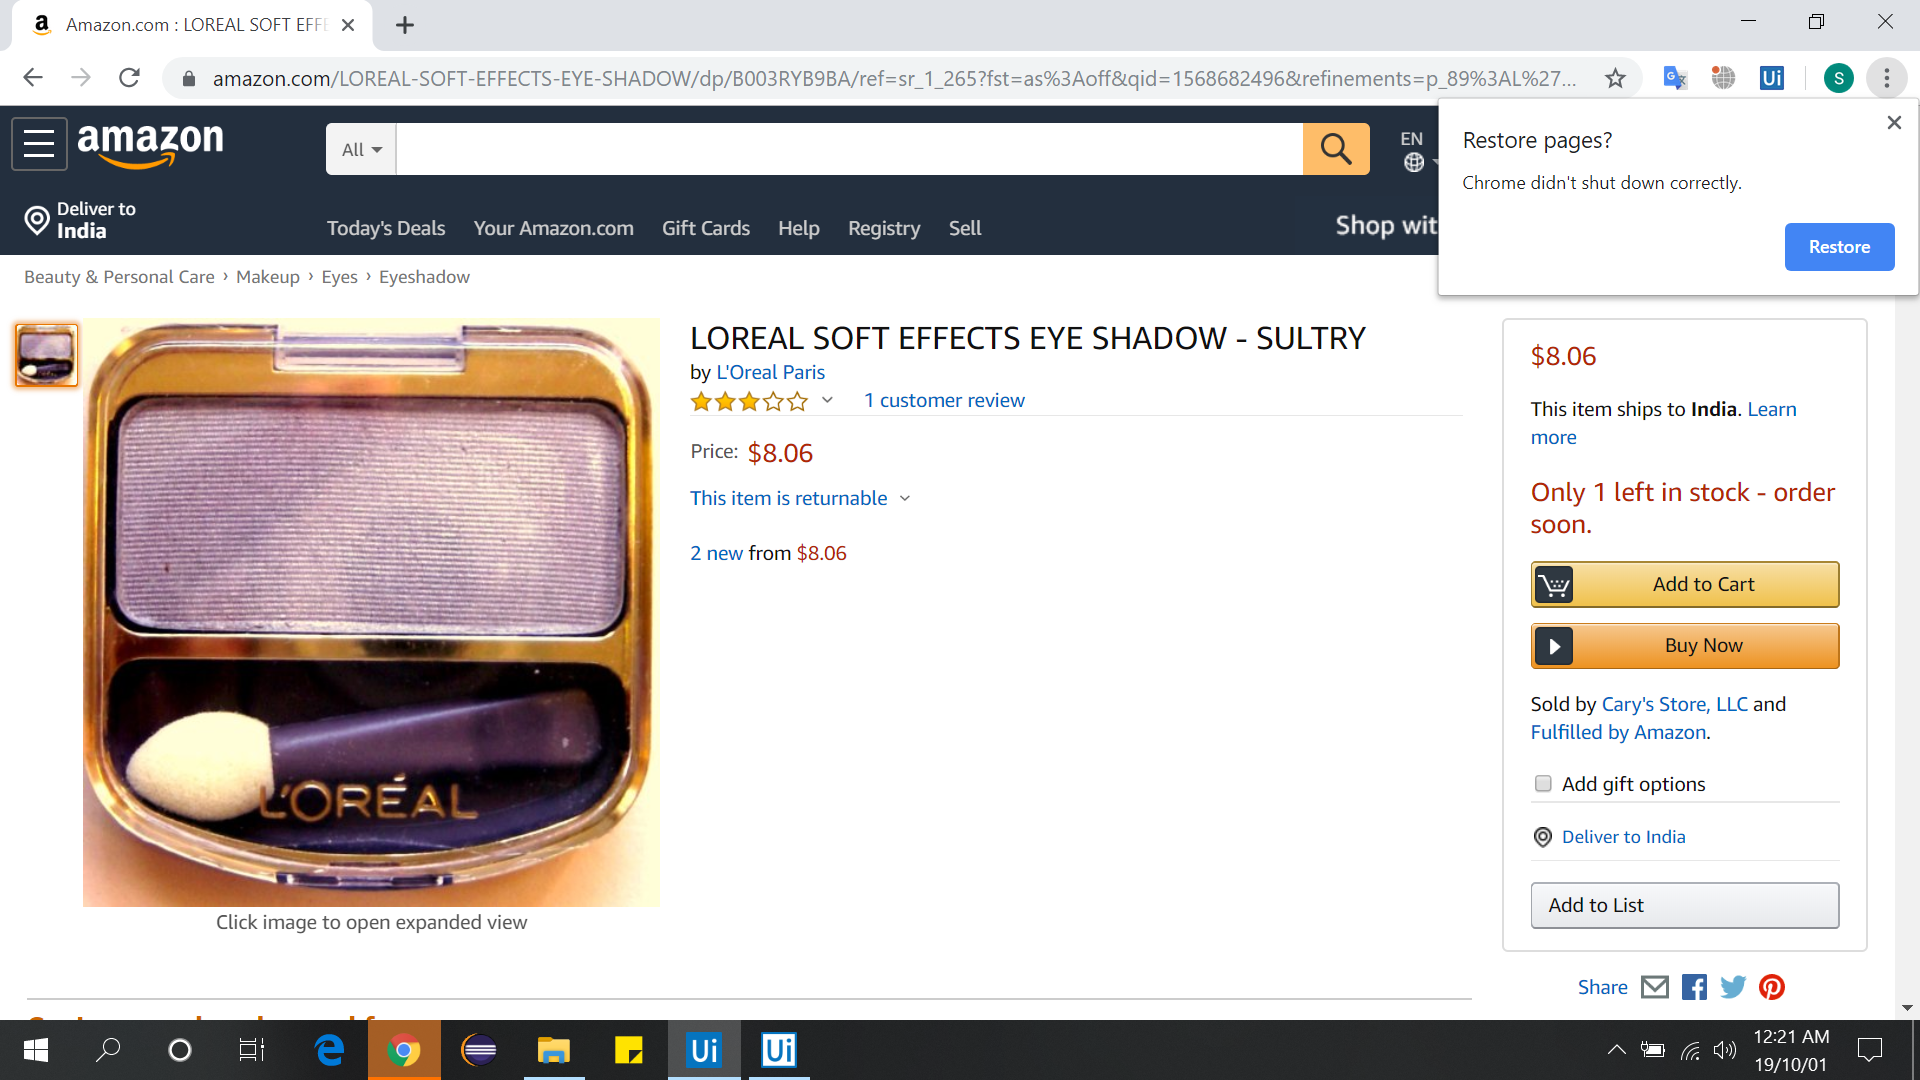 Amazon.com : LOREAL SOFT EFFE
amazon.com/LOREAL-SOFT-EFFECTS-EYE-SHADOW/dp/B003RYB9BA/ref=sr_1_265?fst=as%3Aoff&qid=1568682496&refinements=p_89%3AL%27...
S
Ui
Restore pages?
Chrome didn't shut down correctly.
Restore
amazon
All
EN
Deliver to
India
Today's Deals
Your Amazon.com
Gift Cards
Help
Registry
Sell
Shop wit
Beauty & Personal Care › Makeup › Eyes › Eyeshadow
LOREAL SOFT EFFECTS EYE SHADOW - SULTRY
by L'Oreal Paris
1 customer review
Price: $8.06
This item is returnable
2 new from $8.06
L'ORÉAL
Click image to open expanded view
$8.06
This item ships to India. Learn
more
Only 1 left in stock - order
soon.
Add to Cart
Buy Now
Sold by Cary's Store, LLC and
Fulfilled by Amazon.
Add gift options
Deliver to India
Add to List
Share
Ui
Ui
12:21 AM
19/10/01